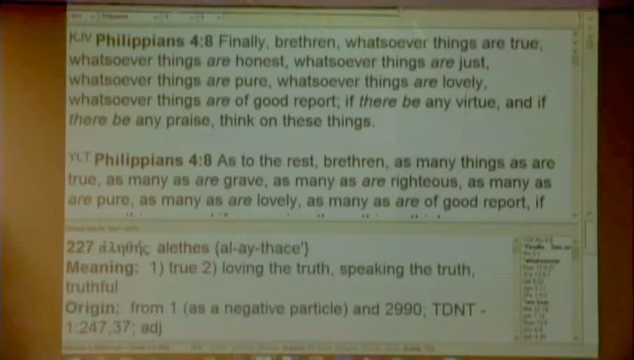 KJV Philippians 4:8 Finally, brethren, whatsoever things are true,
whatsoever things are honest, whatsoever things are just,
whatsoever things are pure, whatsoever things are lovely,
whatsoever things are of good report; if there be any virtue, and if
there be any praise, think on these things.
YLT Philippians 4:8 As to the rest, brethren, as many things as are
true, as many as are grave, as many as are righteous, as many as
are pure, as many as are lovely, as many as are of good report, if
227 ἀληθής alethes {al-ay-thace'}
Meaning: 1) true 2) loving the truth, speaking the truth,
truthful
Origin: from 1 (as a negative particle) and 2990; TDNT -
1:247,37; adj